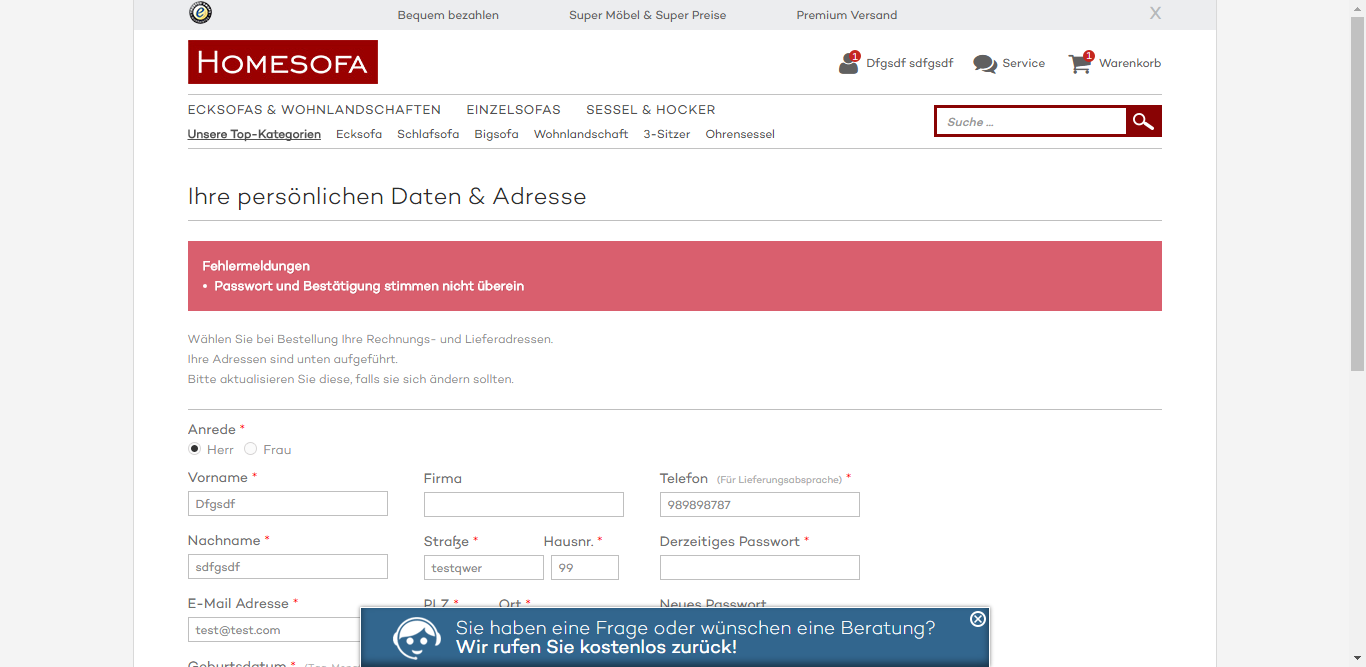 Bequem bezahlen Super Möbel & Super Preise Premium Versand X
HOMESOFA
1 Dfgsdf sdfgsdf Service 1 Warenkorb
ECKSOFAS & WOHNLANDSCHAFTEN EINZELSOFAS SESSEL & HOCKER
Suche ...
Unsere Top-Kategorien Ecksofa Schlafsofa Bigsofa Wohnlandschaft 3-Sitzer Ohrensessel
Ihre persönlichen Daten & Adresse
Fehlermeldungen
• Passwort und Bestätigung stimmen nicht überein
Wählen Sie bei Bestellung Ihre Rechnungs- und Lieferadressen.
Ihre Adressen sind unten aufgeführt.
Bitte aktualisieren Sie diese, falls sie sich ändern sollten.
Anrede *
Herr Frau
Vorname * Firma Telefon (Für Lieferungsabsprache) *
Dfgsdf 989898787
Nachname * Straße * Hausnr. * Derzeitiges Passwort *
sdfgsdf testqwer 99
E-Mail Adresse * PLZ * Ort * Neues Passwort
test@test.com
Sie haben eine Frage oder wünschen eine Beratung?
Wir rufen Sie kostenlos zurück!
Geburtsdatum *